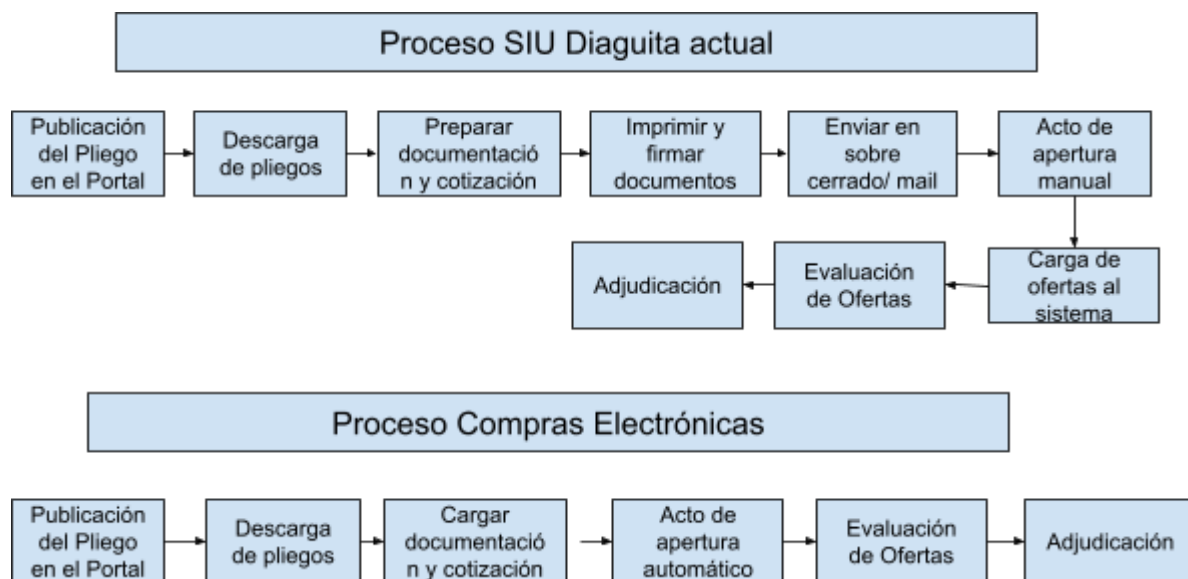 Proceso SIU Diaguita actual
Publicación
del Pliego
en el Portal
Descarga
de pliegos
Preparar
documentació
n y cotización
Imprimir y
firmar
documentos
Enviar en
sobre
cerrado/ mail
Acto de
apertura
manual
Carga de
ofertas al
sistema
Evaluación
de Ofertas
Adjudicación
Proceso Compras Electrónicas
Publicación
del Pliego
en el Portal
Descarga
de pliegos
Cargar
documentació
n y cotización
Acto de
apertura
automático
Evaluación
de Ofertas
Adjudicación